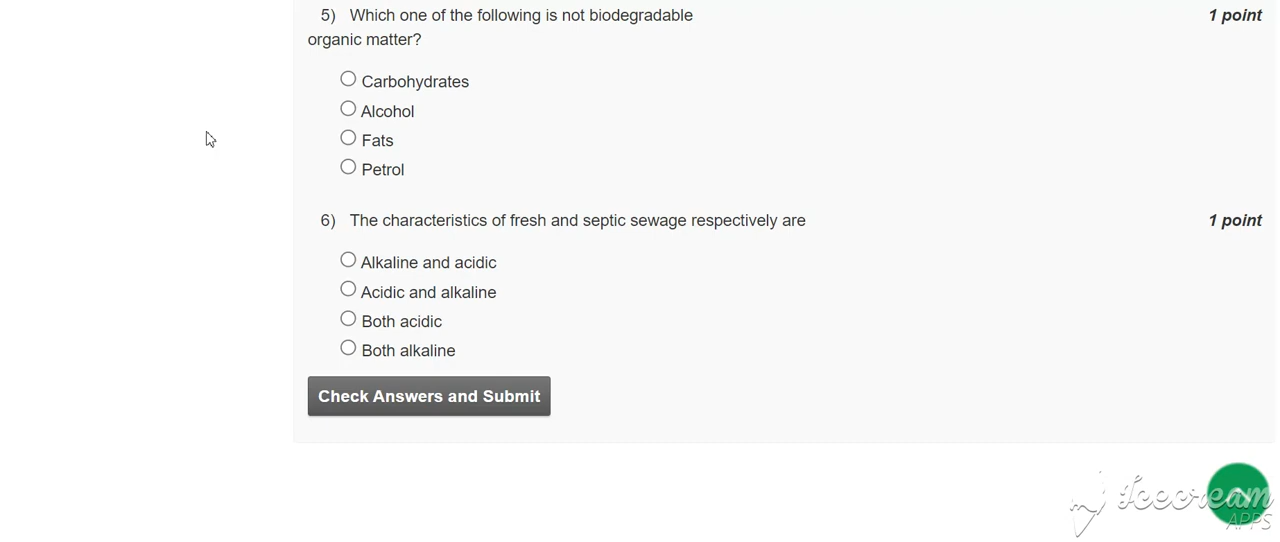 5) Which one of the following is not biodegradable 1 point
organic matter?
Carbohydrates
Alcohol
Fats
Petrol
6) The characteristics of fresh and septic sewage respectively are 1 point
Alkaline and acidic
Acidic and alkaline
Both acidic
Both alkaline
Check Answers and Submit
Icecream
APPS